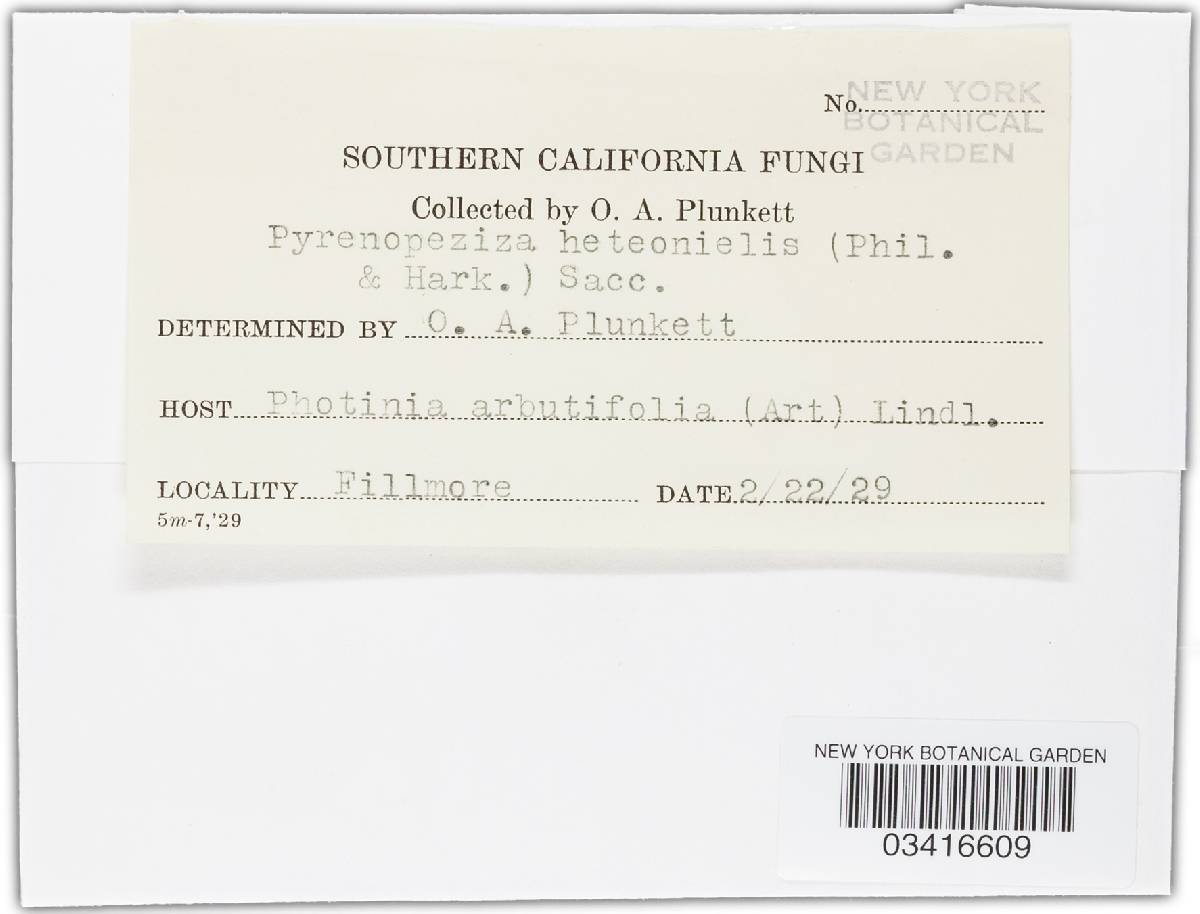 NEW YORK
BOTANICAL
GARDEN
No.
SOUTHERN CALIFORNIA FUNGI
Collected by O. A. Plunkett
Pyrenopeziza heteonielis (Phil.
& Hark.) Sacc.
DETERMINED BY O. A. Plunkett
HOST Photinia arbutifolia (Art) Lindl.
LOCALITY Fillmore DATE 2/22/29
5m-7,'29
NEW YORK BOTANICAL GARDEN
03416609